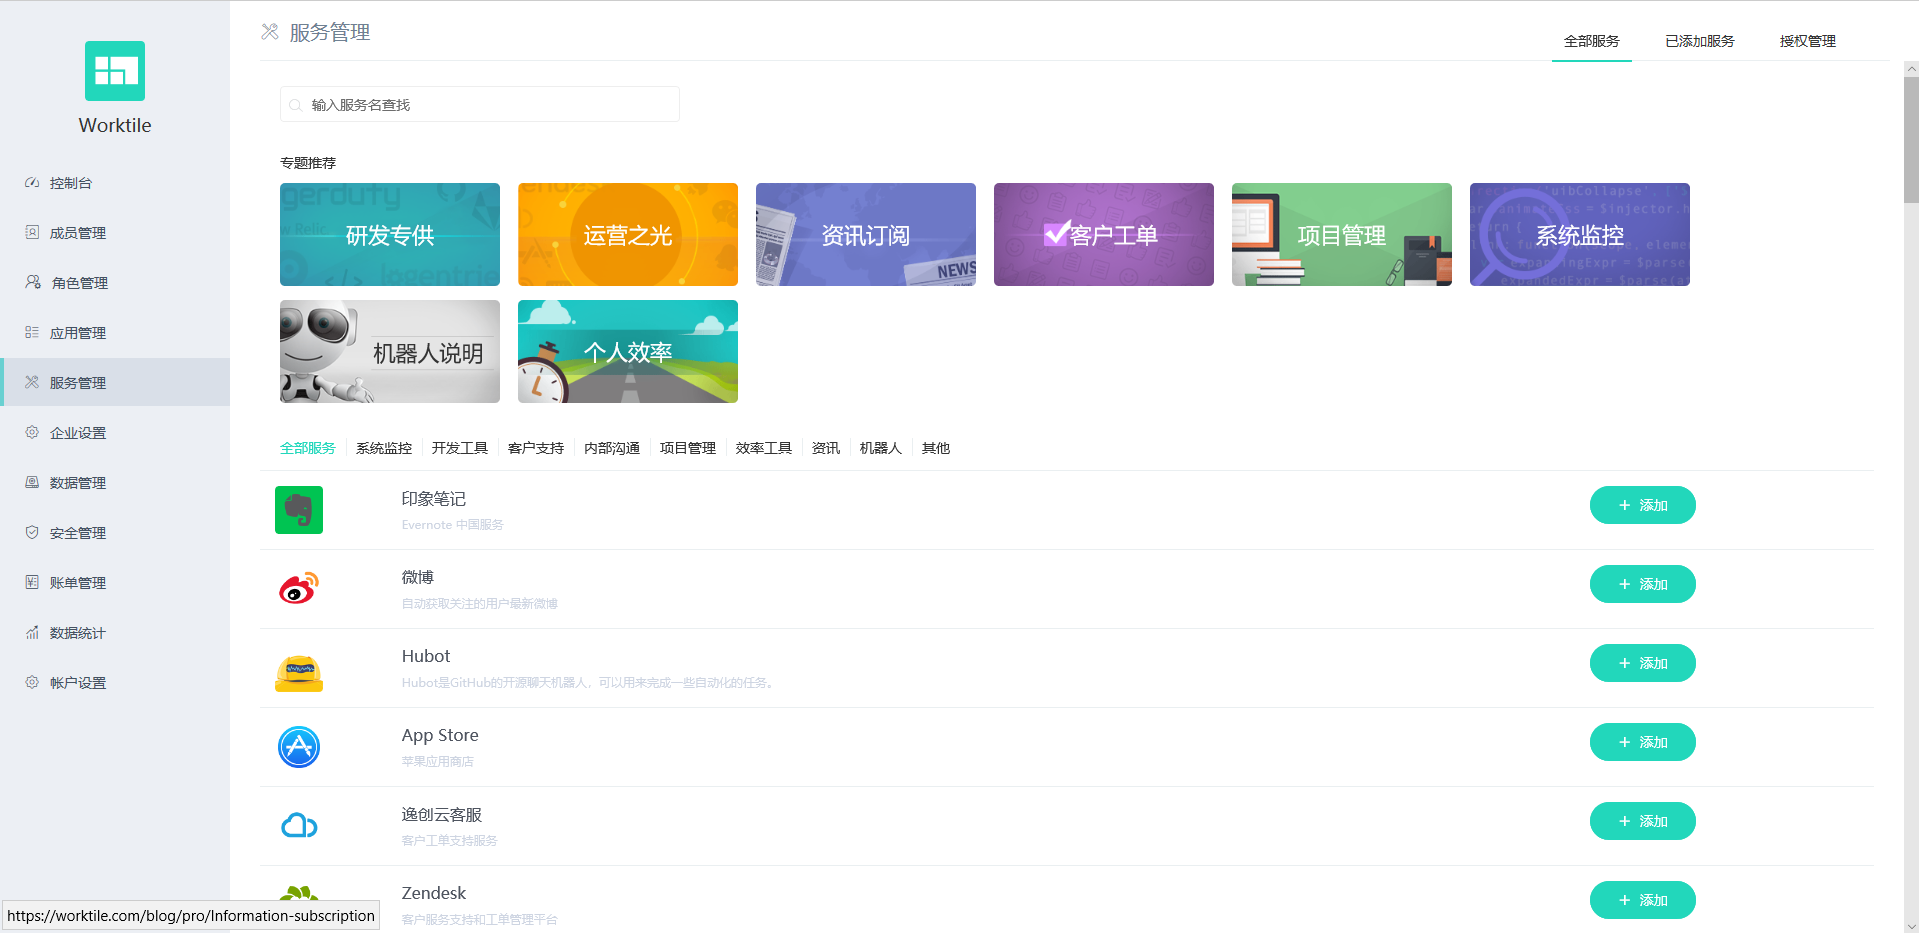 Worktile
控制台
成员管理
角色管理
应用管理
服务管理
企业设置
数据管理
安全管理
账单管理
数据统计
帐户设置
服务管理
全部服务 已添加服务 授权管理
输入服务名查找
专题推荐
研发专供
运营之光
资讯订阅
NEWS
客户工单
项目管理
系统监控
机器人说明
个人效率
全部服务 系统监控 开发工具 客户支持 内部沟通 项目管理 效率工具 资讯 机器人 其他
印象笔记
Evernote 中国服务
+ 添加
微博
自动获取关注的用户最新微博
+ 添加
Hubot
Hubot是GitHub的开源聊天机器人，可以用来完成一些自动化的任务。
+ 添加
App Store
苹果应用商店
+ 添加
逸创云客服
客户工单支持服务
+ 添加
Zendesk
客户服务支持和工单管理平台
+ 添加
https://worktile.com/blog/pro/Information-subscription